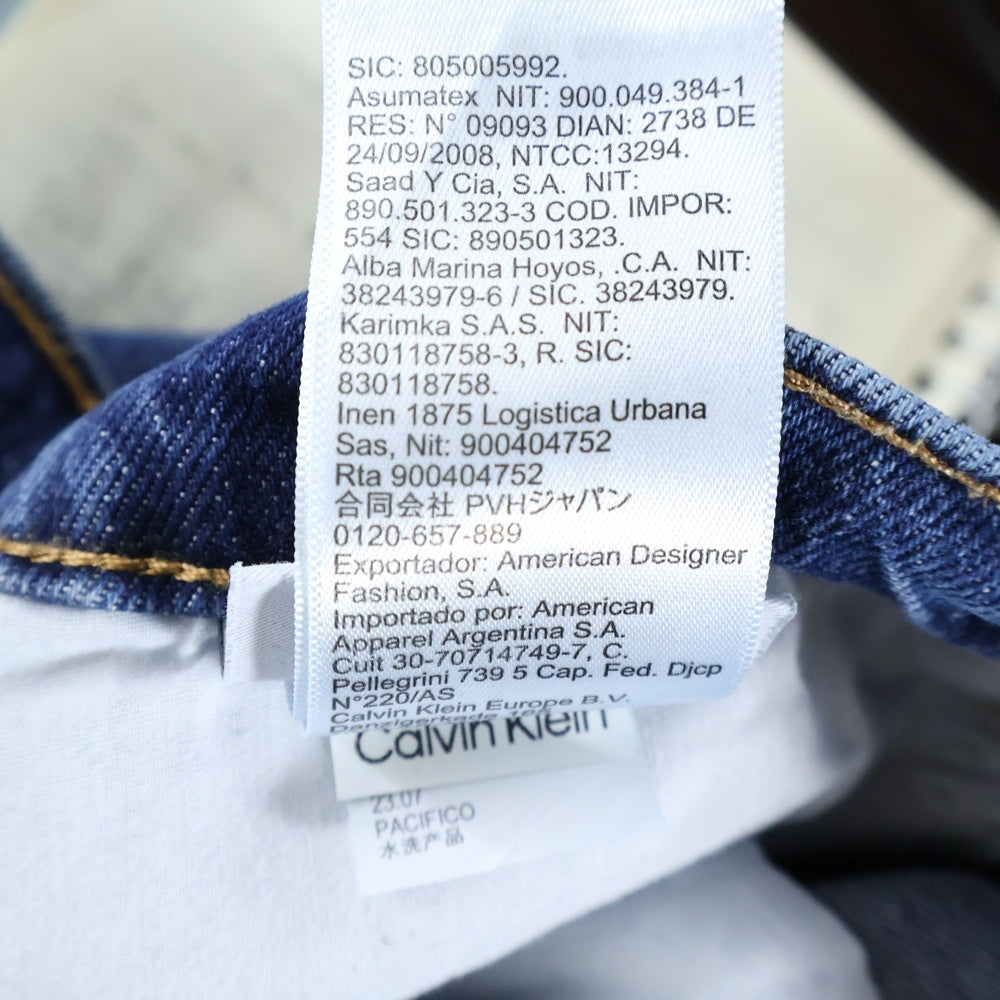 SIC: 805005992.
Asumatex NIT: 900.049.384-1
RES: N° 09093 DIAN: 2738 DE
24/09/2008, NTCC:13294.
Saad Y Cia, S.A. NIT:
890.501.323-3 COD. IMPOR:
554 SIC: 890501323.
Alba Marina Hoyos, .C.A. NIT:
38243979-6 / SIC. 38243979.
Karimka S.A.S. NIT:
830118758-3, R. SIC:
830118758.
Inen 1875 Logistica Urbana
Sas, Nit: 900404752
Rta 900404752
合同会社 PVHジャパン
0120-657-889
Exportador: American Designer
Fashion, S.A.
Importado por: American
Apparel Argentina S.A.
Cuit 30-70714749-7, C.
Pellegrini 739 5 Cap. Fed. Djcp
N°220/AS
Calvin Klein Europe B.V.
Danzigerkade
Calvin Klein
23.07
PACIFICO
水洗产品